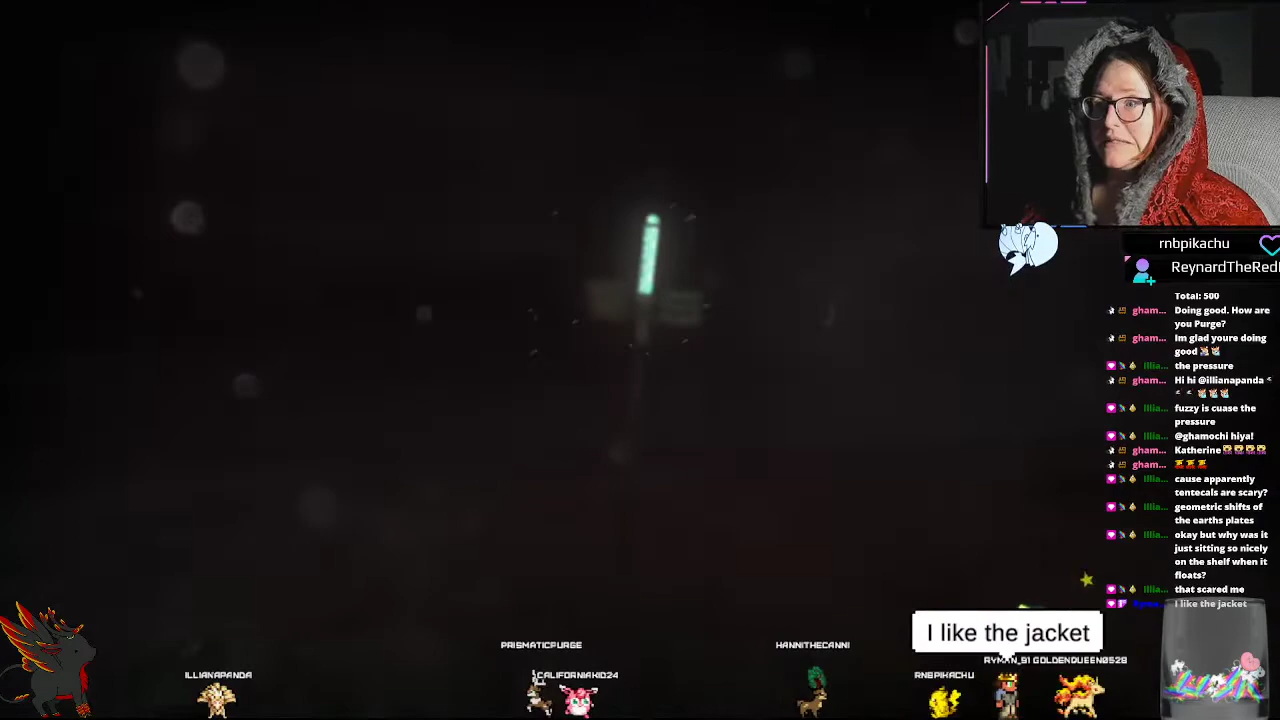 rnbpikachu
ReynardTheRed
Total: 500
gham... Doing good. How are
you Purge?
gham... Im glad youre doing
good
Illia... the pressure
gham... Hi hi @illianapanda
Illia... fuzzy is cuase the
pressure
Illia... @ghamochi hiya!
gham... Katherine
gham...
Illia... cause apparently
tentecals are scary?
Illia... geometric shifts of
the earths plates
Illia... okay but why was it
just sitting so nicely
on the shelf when it
floats?
Illia... that scared me
I like the jacket
I like the jacket
PRISMATICPURGE
HANNITHECANNI
RYMAN_91 GOLDENQUEEN0528
ILLIANAPANDA
CALIFORNIAKID24
RNBPIKACHU